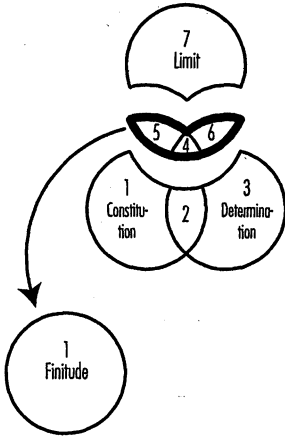 7
Limit
5 6
4
1 3
Constitu- 2 Determina-
tion tion
1
Finitude